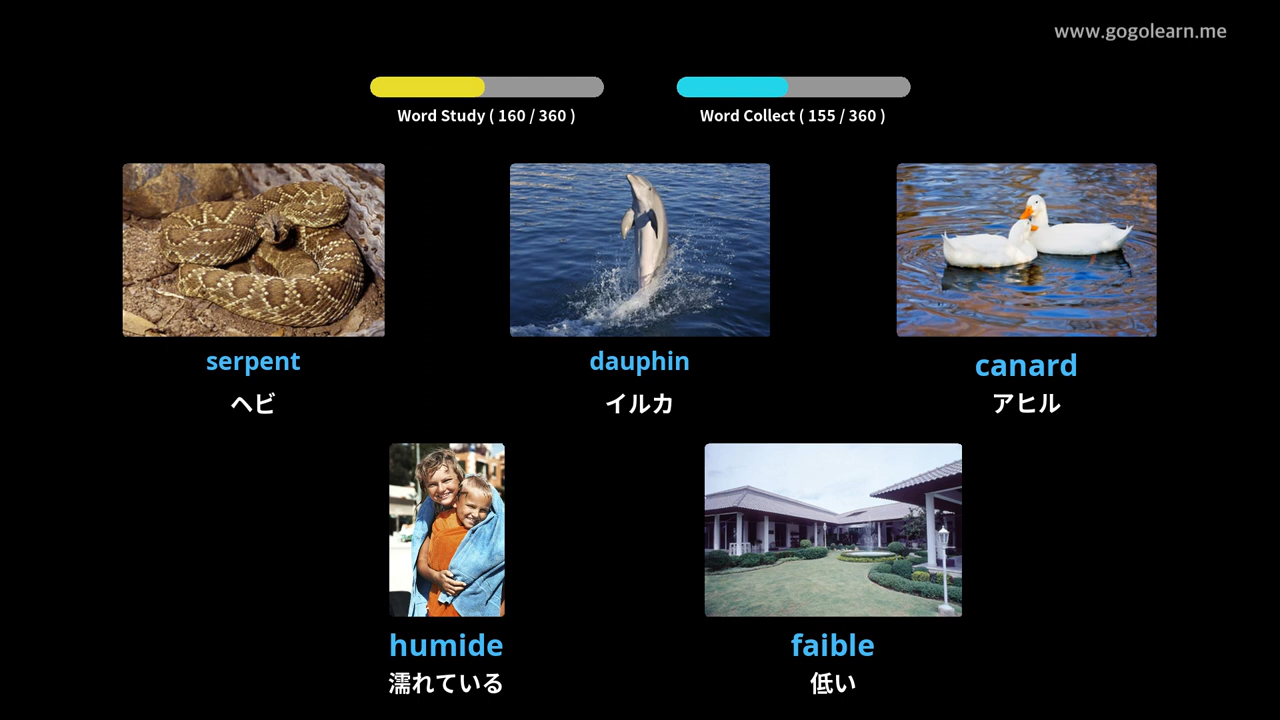 www.gogolearn.me
Word Study ( 160 / 360 )
Word Collect ( 155 / 360 )
serpent
dauphin
canard
ヘビ
イルカ
アヒル
humide
faible
濡れている
低い